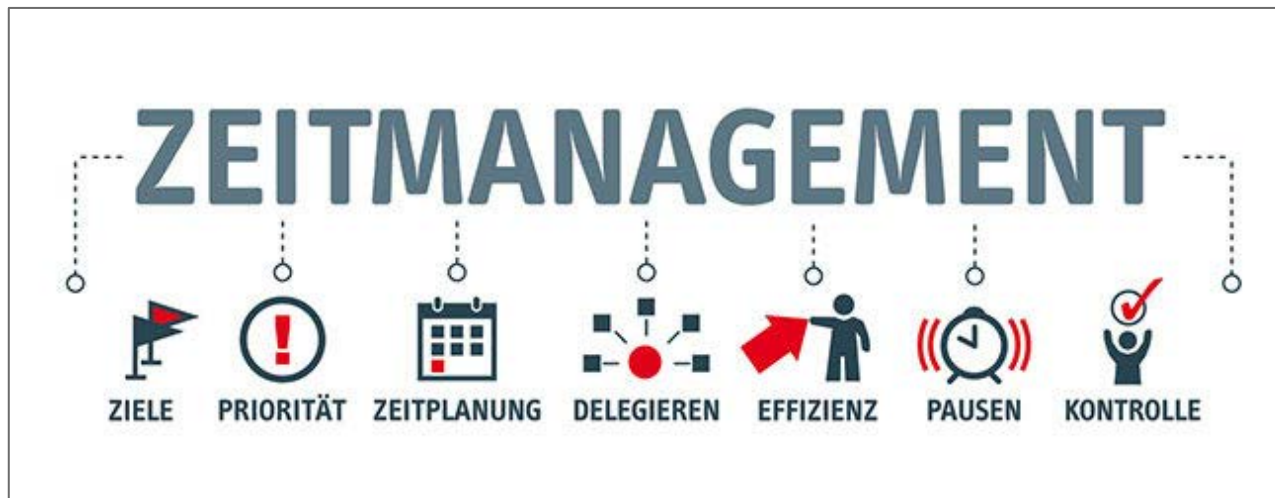 ZEITMANAGEMENT
ZIELE PRIORITÄT ZEITPLANUNG DELEGIEREN EFFIZIENZ PAUSEN KONTROLLE